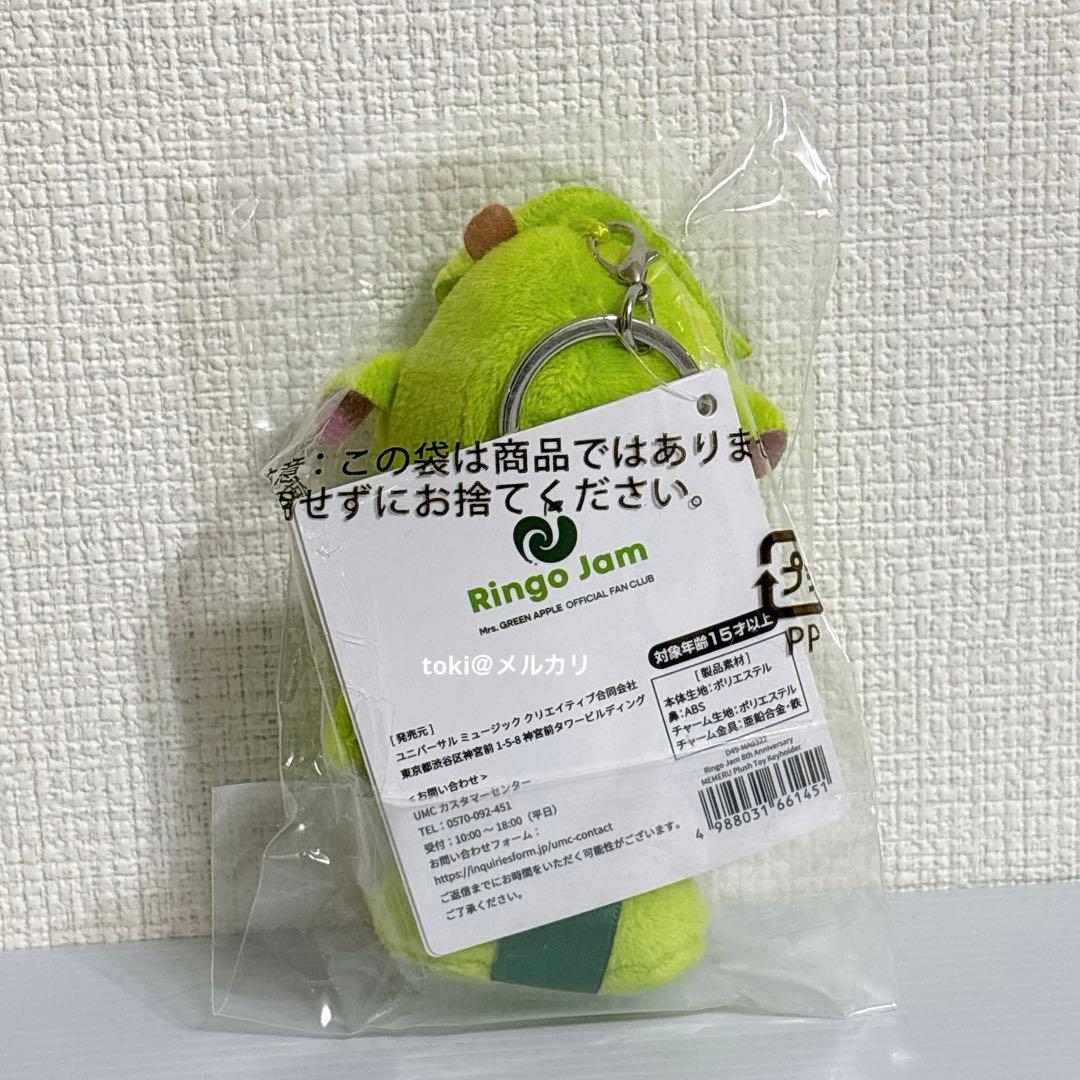 注意：この袋は商品ではありませ
せずにお捨てください。
Ringo Jam
Mrs. GREEN APPLE OFFICIAL FAN CLUB
toki@メルカリ
対象年齢15才以上
[製品素材]
本体生地：ポリエステル
鼻：ABS
チャーム生地：ポリエステル
チャーム金具：亜鉛合金・鉄
プラ
PP
[発売元]
ユニバーサル ミュージック クリエイティブ合同会社
東京都渋谷区神宮前 1-5-8 神宮前タワービルディング
<お問い合わせ>
UMC カスタマーセンター
TEL：0570-092-451
受付：10:00 ～ 18:00（平日）
お問い合わせフォーム：
https://inquiriesform.jp/umc-contact
ご返信までにお時間をいただく可能性がございます。
ご了承ください。
D49-MA0322
Ringo Jam 8th Anniversary
MEMERU Plush Toy Keyholder
4 988031 661451